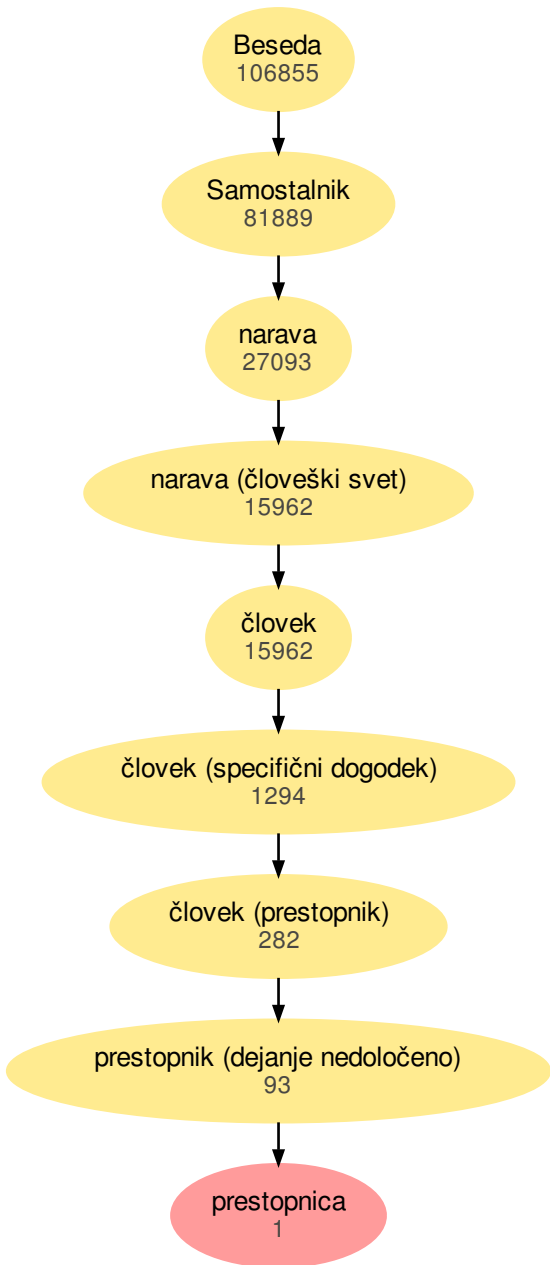 Beseda
106855
Samostalnik
81889
narava
27093
narava (človeški svet)
15962
človek
15962
človek (specifični dogodek)
1294
človek (prestopnik)
282
prestopnik (dejanje nedoločeno)
93
prestopnica
1